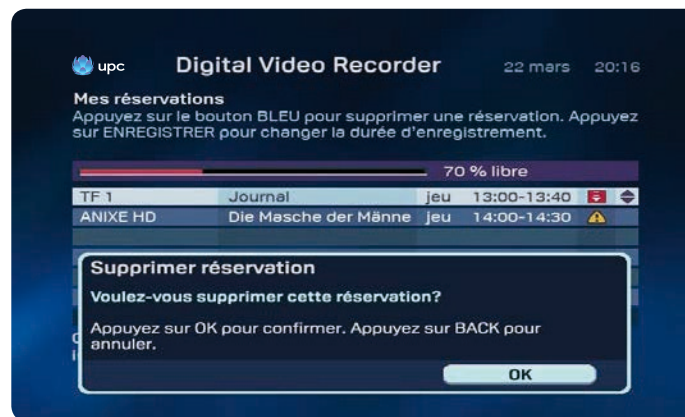 upc Digital Video Recorder 22 mars 20:16
Mes réservations
Appuyez sur le bouton BLEU pour supprimer une réservation. Appuyez
sur ENREGISTRER pour changer la durée d'enregistrement.
70 % libre
TF 1 Journal jeu 13:00-13:40
ANIXE HD Die Masche der Männe jeu 14:00-14:30
Supprimer réservation
Voulez-vous supprimer cette réservation?
Appuyez sur OK pour confirmer. Appuyez sur BACK pour
annuler.
OK